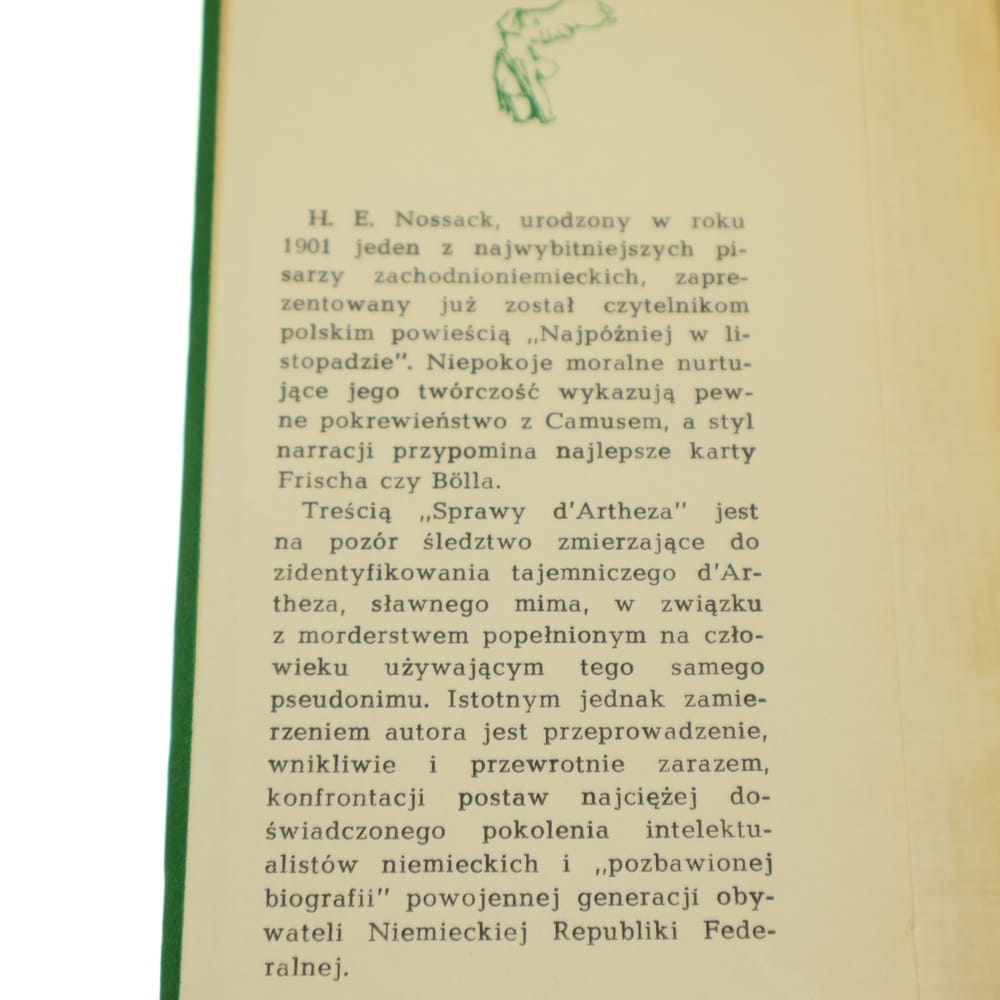 H. E. Nossack, urodzony w roku
1901 jeden z najwybitniejszych pi-
sarzy zachodnioniemieckich, zapre-
zentowany już został czytelnikom
polskim powieścią „Najpóźniej w li-
stopadzie”. Niepokoje moralne nurtu-
jące jego twórczość wykazują pew-
ne pokrewieństwo z Camusem, a styl
narracji przypomina najlepsze karty
Frischa czy Bölla.
Treścią „Sprawy d'Artheza” jest
na pozór śledztwo zmierzające do
zidentyfikowania tajemniczego d'Ar-
theza, sławnego mima, w związku
z morderstwem popełnionym na czło-
wieku używającym tego samego
pseudonimu. Istotnym jednak zamie-
rzeniem autora jest przeprowadzenie,
wnikliwie i przewrotnie zarazem,
konfrontacji postaw najciężej do-
świadczonego pokolenia intelektu-
alistów niemieckich i „pozbawionej
biografii” powojennej generacji oby-
wateli Niemieckiej Republiki Fede-
ralnej.